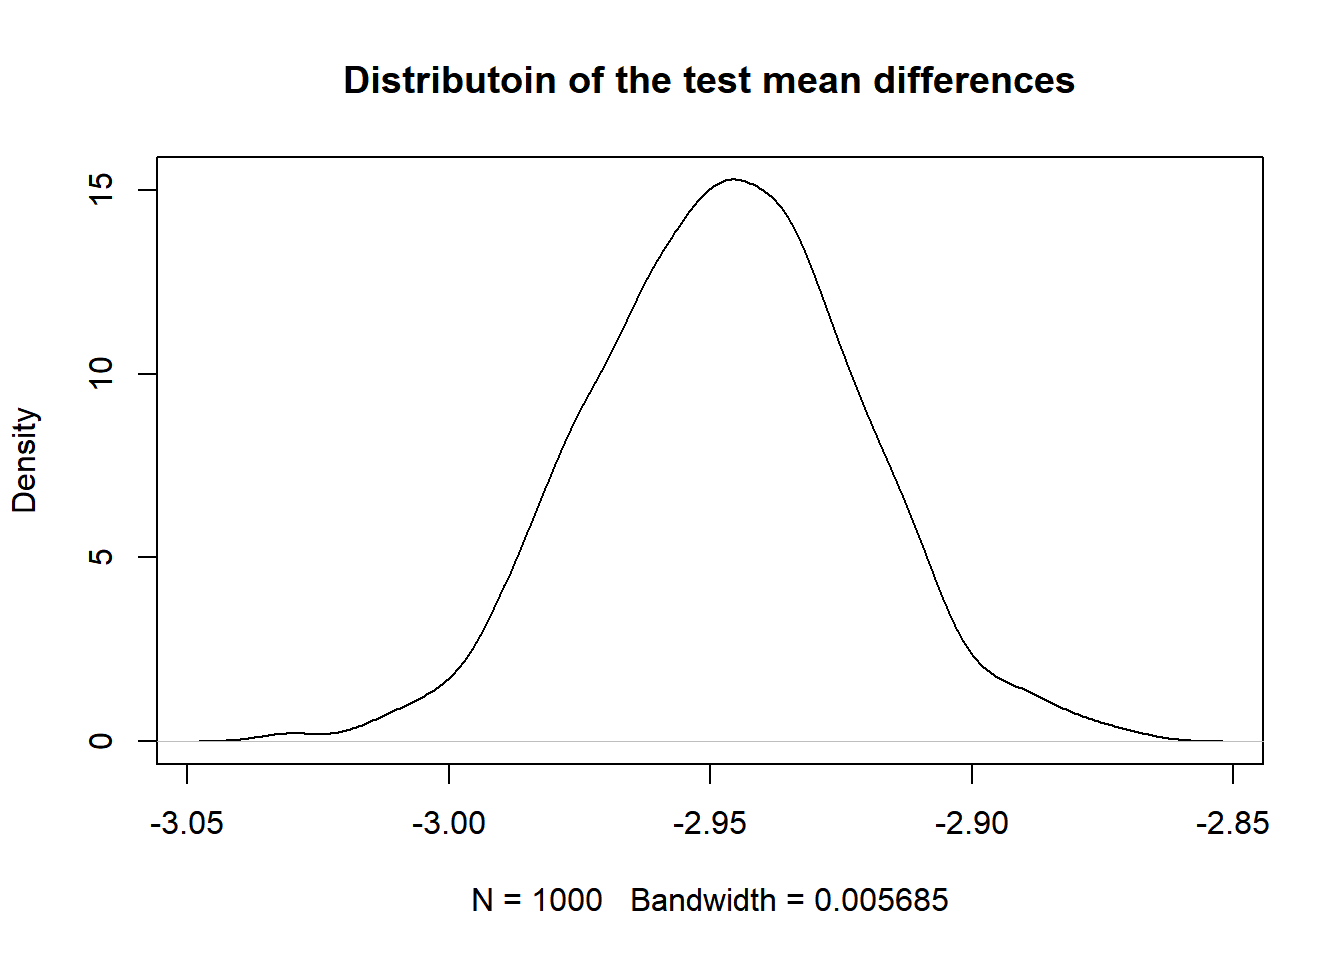 Distributoin of the test mean differences
Density
15
10
5
0
-3.05 -3.00 -2.95 -2.90 -2.85
N = 1000 Bandwidth = 0.005685